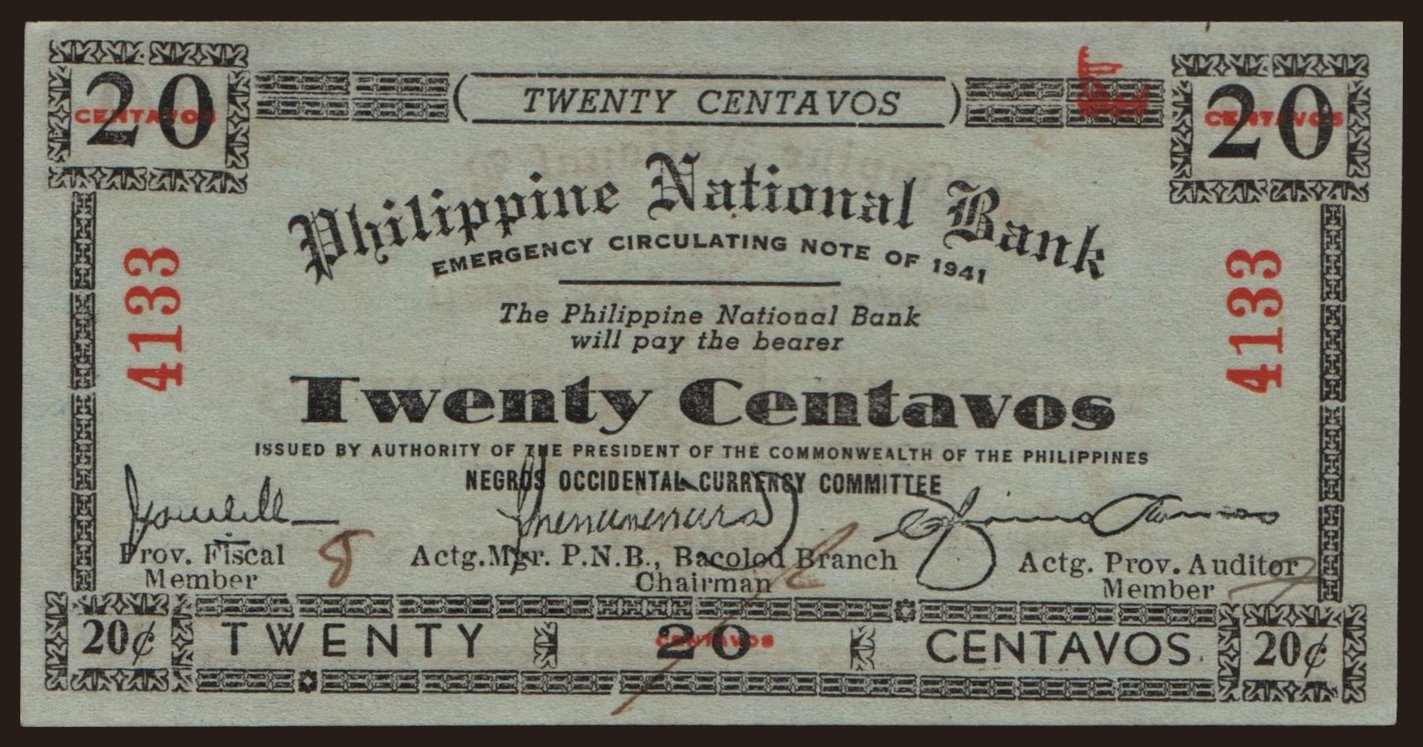 20 CENTAVOS
( TWENTY CENTAVOS )
20 CENTAVOS
Philippine National Bank
EMERGENCY CIRCULATING NOTE OF 1941
4133
4133
The Philippine National Bank
will pay the bearer
Twenty Centavos
ISSUED BY AUTHORITY OF THE PRESIDENT OF THE COMMONWEALTH OF THE PHILIPPINES
NEGROS OCCIDENTAL CURRENCY COMMITTEE
Prov. Fiscal
Member
8
Actg.Mgr. P.N.B., Bacolod Branch
Chairman
Actg. Prov. Auditor
Member
20¢ TWENTY 20 CENTAVOS CENTAVOS. 20¢